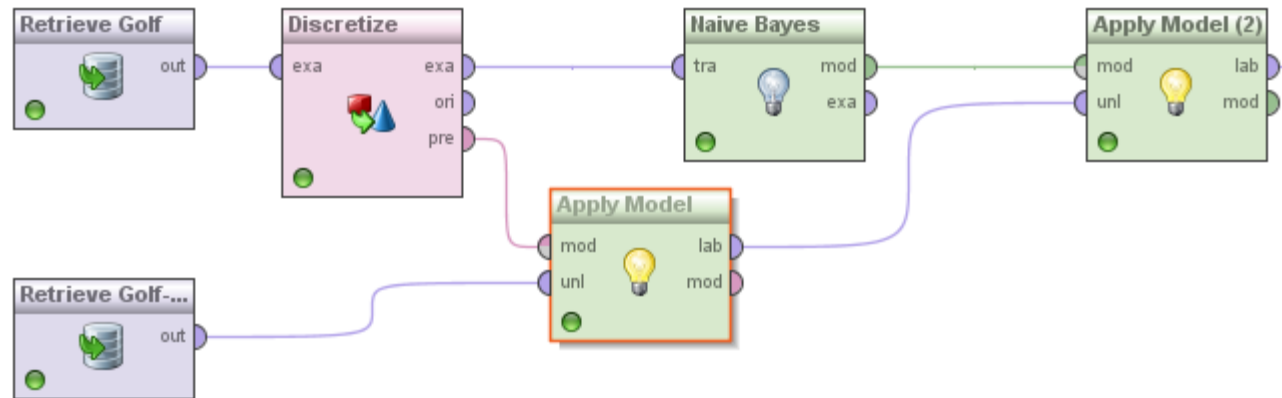 Retrieve Golf
out
Discretize
exa
exa
ori
pre
Naive Bayes
tra
mod
exa
Apply Model (2)
mod
lab
unl
mod
Apply Model
mod
lab
unl
mod
Retrieve Golf-...
out